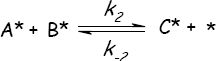 k2
A* + B* ⇌ C* + *
k-2